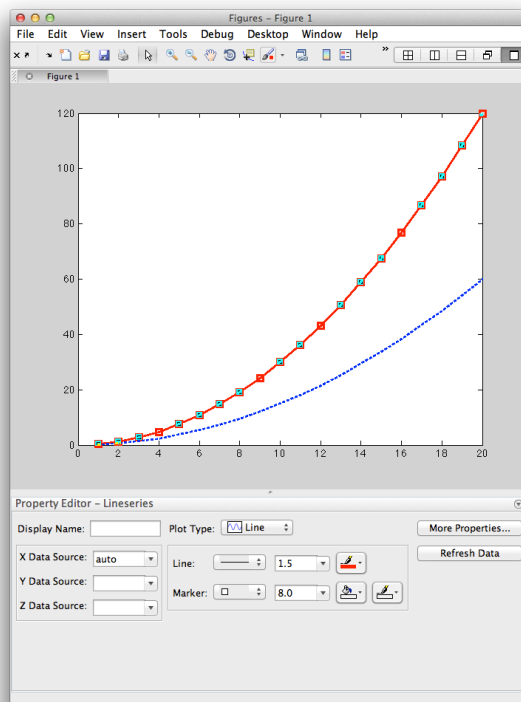 Figures – Figure 1
File Edit View Insert Tools Debug Desktop Window Help
Figure 1
120
100
80
60
40
20
0
0 2 4 6 8 10 12 14 16 18 20
Property Editor – Lineseries
Display Name: Plot Type: Line More Properties...
X Data Source: auto Line: 1.5 Refresh Data
Y Data Source: Marker: 8.0
Z Data Source: